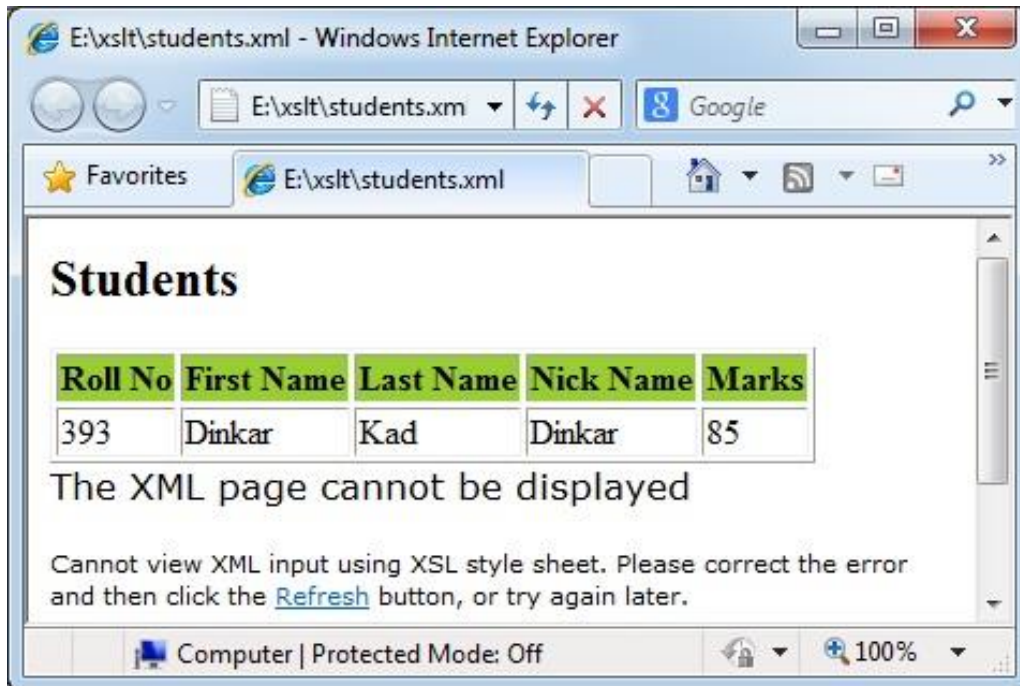 E:\xslt\students.xml - Windows Internet Explorer
E:\xslt\students.xm
Google
Favorites
E:\xslt\students.xml
Students
Roll No First Name Last Name Nick Name Marks
393 Dinkar Kad Dinkar 85
The XML page cannot be displayed
Cannot view XML input using XSL style sheet. Please correct the error
and then click the Refresh button, or try again later.
Computer | Protected Mode: Off
100%